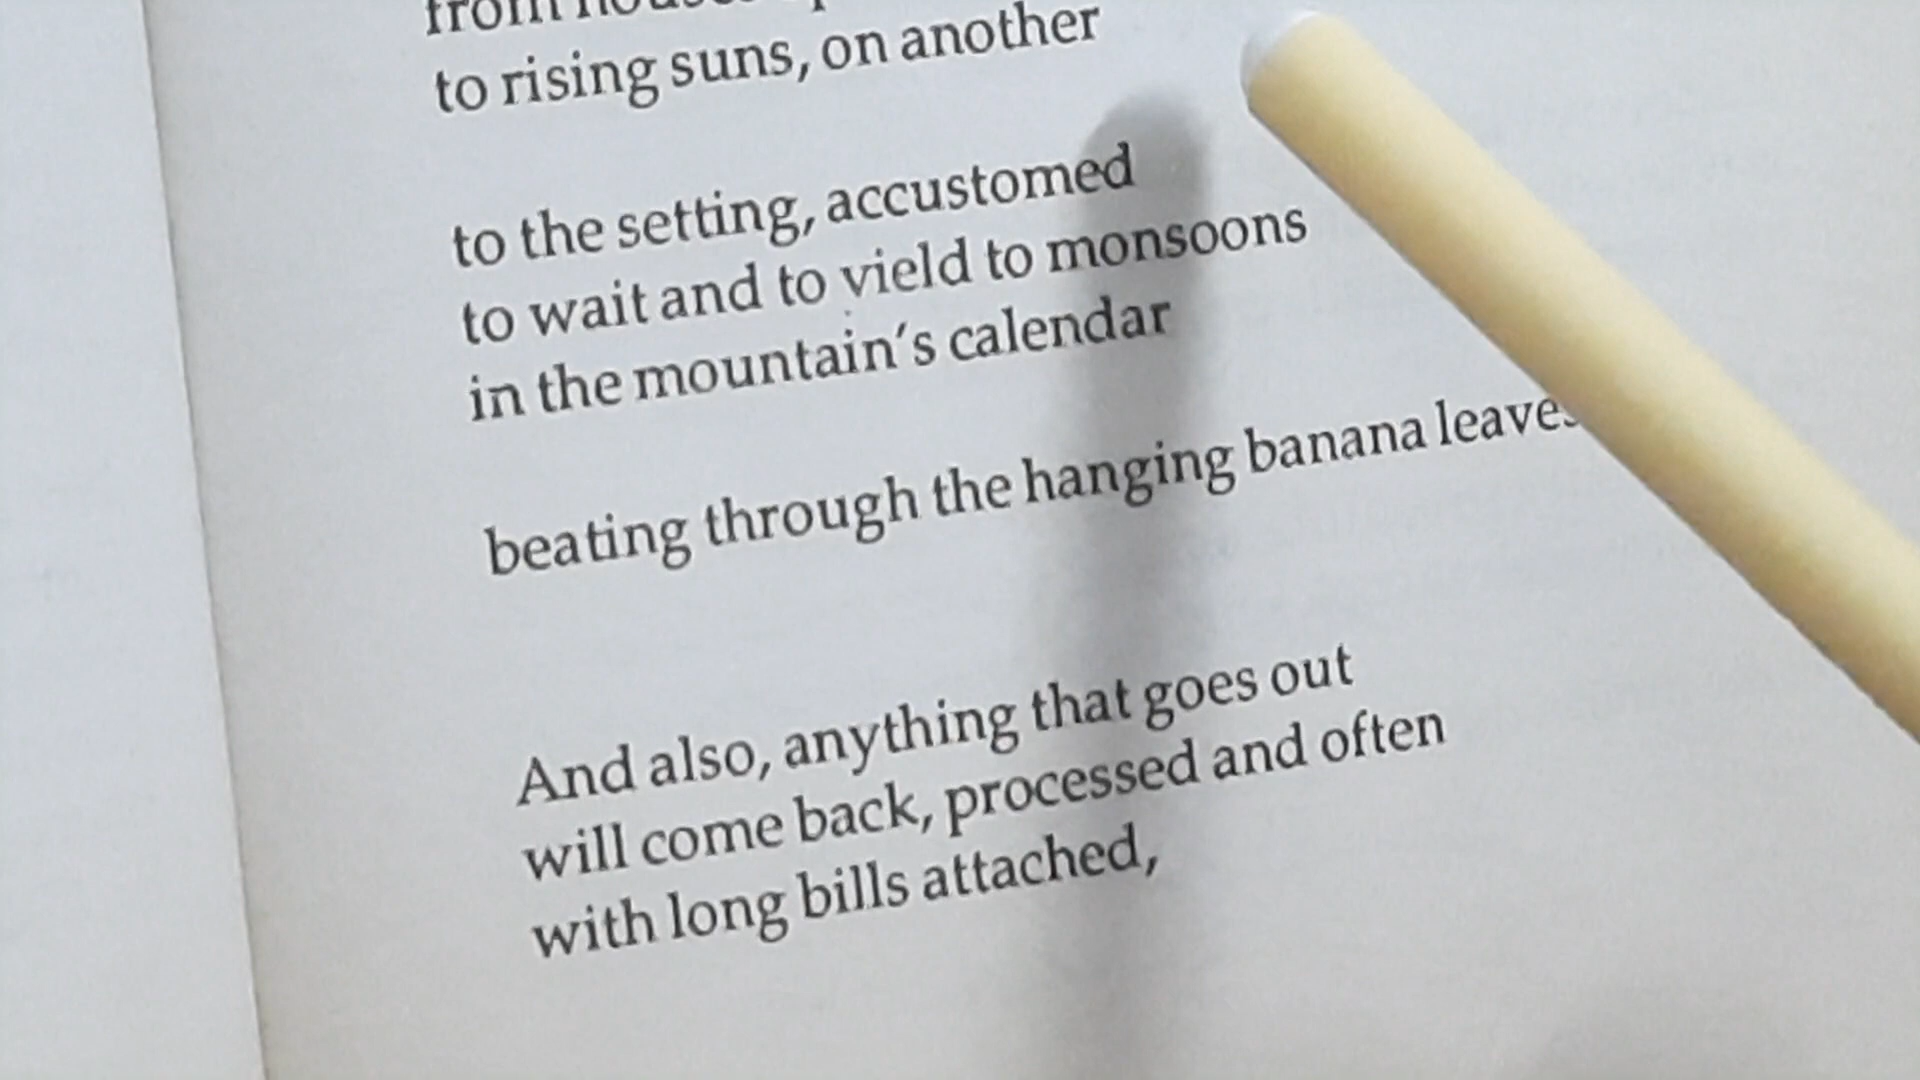 from
to rising suns, on another
to the setting, accustomed
to wait and to yield to monsoons
in the mountain's calendar
beating through the hanging banana leaves
And also, anything that goes out
will come back, processed and often
with long bills attached,